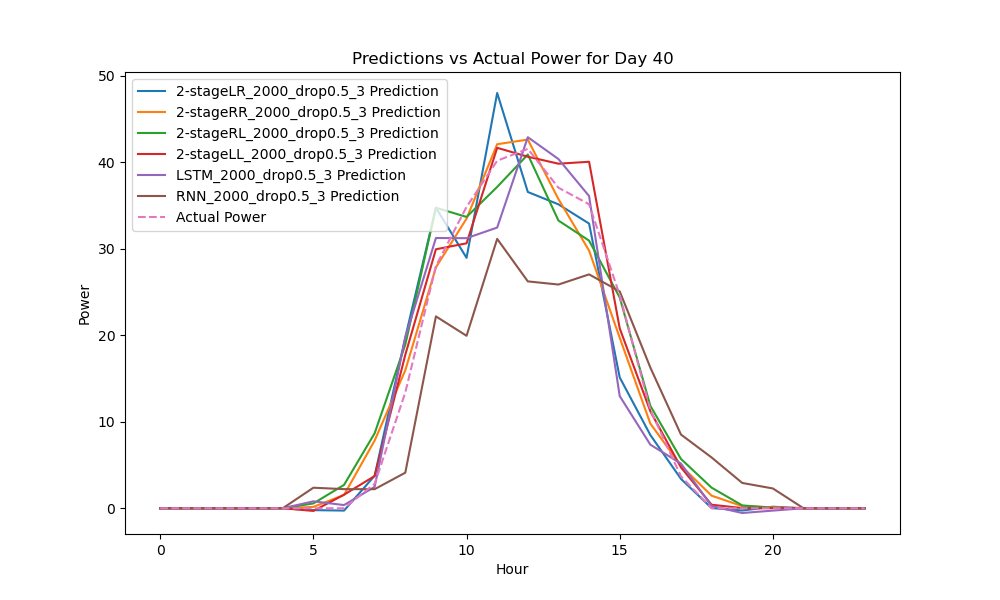 Predictions vs Actual Power for Day 40
50
40
30
20
10
0
Power
2-stageLR_2000_drop0.5_3 Prediction
2-stageRR_2000_drop0.5_3 Prediction
2-stageRL_2000_drop0.5_3 Prediction
2-stageLL_2000_drop0.5_3 Prediction
LSTM_2000_drop0.5_3 Prediction
RNN_2000_drop0.5_3 Prediction
Actual Power
0 5 10 15 20
Hour